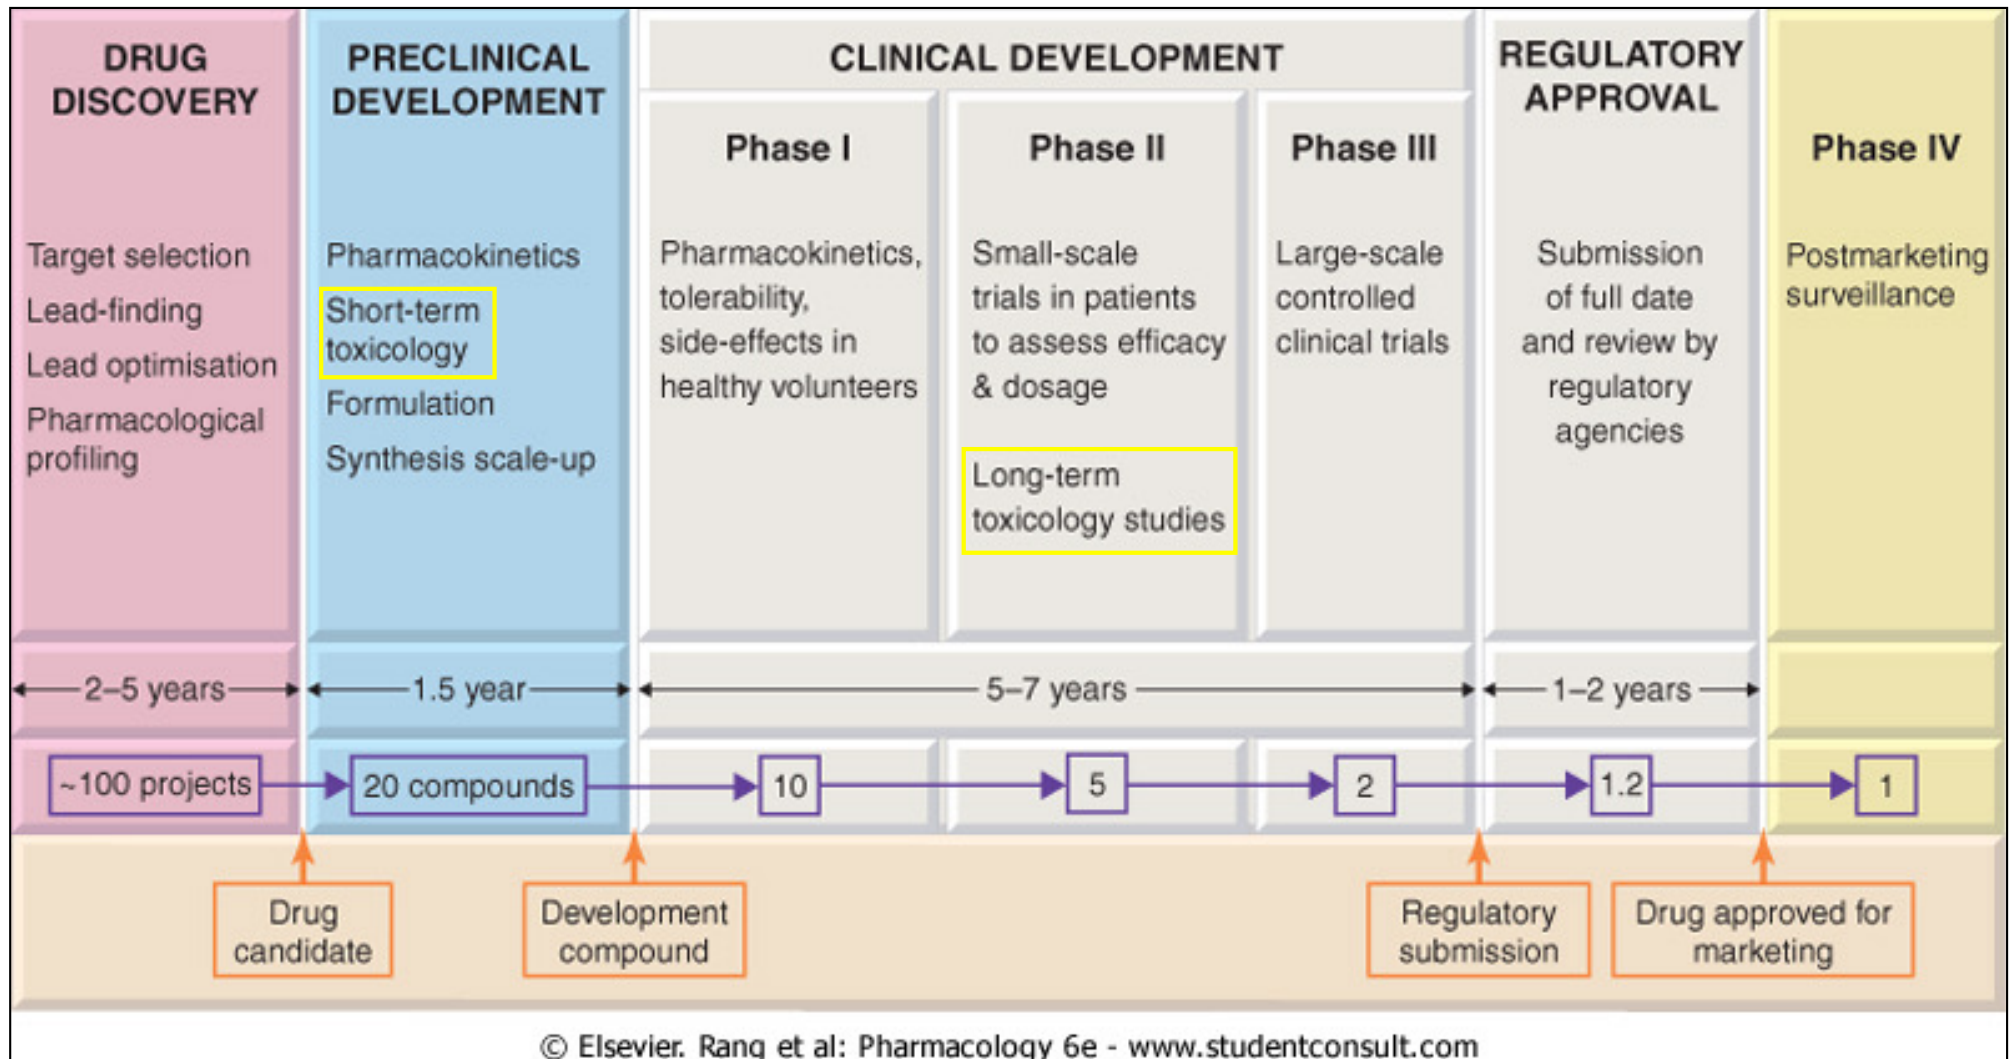 DRUG
DISCOVERY
PRECLINICAL
DEVELOPMENT
CLINICAL DEVELOPMENT
REGULATORY
APPROVAL
Phase I
Phase II
Phase III
Phase IV
Target selection
Lead-finding
Lead optimisation
Pharmacological
profiling
Pharmacokinetics
Short-term
toxicology
Formulation
Synthesis scale-up
Pharmacokinetics,
tolerability,
side-effects in
healthy volunteers
Small-scale
trials in patients
to assess efficacy
& dosage
Long-term
toxicology studies
Large-scale
controlled
clinical trials
Submission
of full date
and review by
regulatory
agencies
Postmarketing
surveillance
2–5 years
1.5 year
5–7 years
1–2 years
~100 projects
20 compounds
10
5
2
1.2
1
Drug
candidate
Development
compound
Regulatory
submission
Drug approved for
marketing
© Elsevier. Rang et al: Pharmacology 6e - www.studentconsult.com